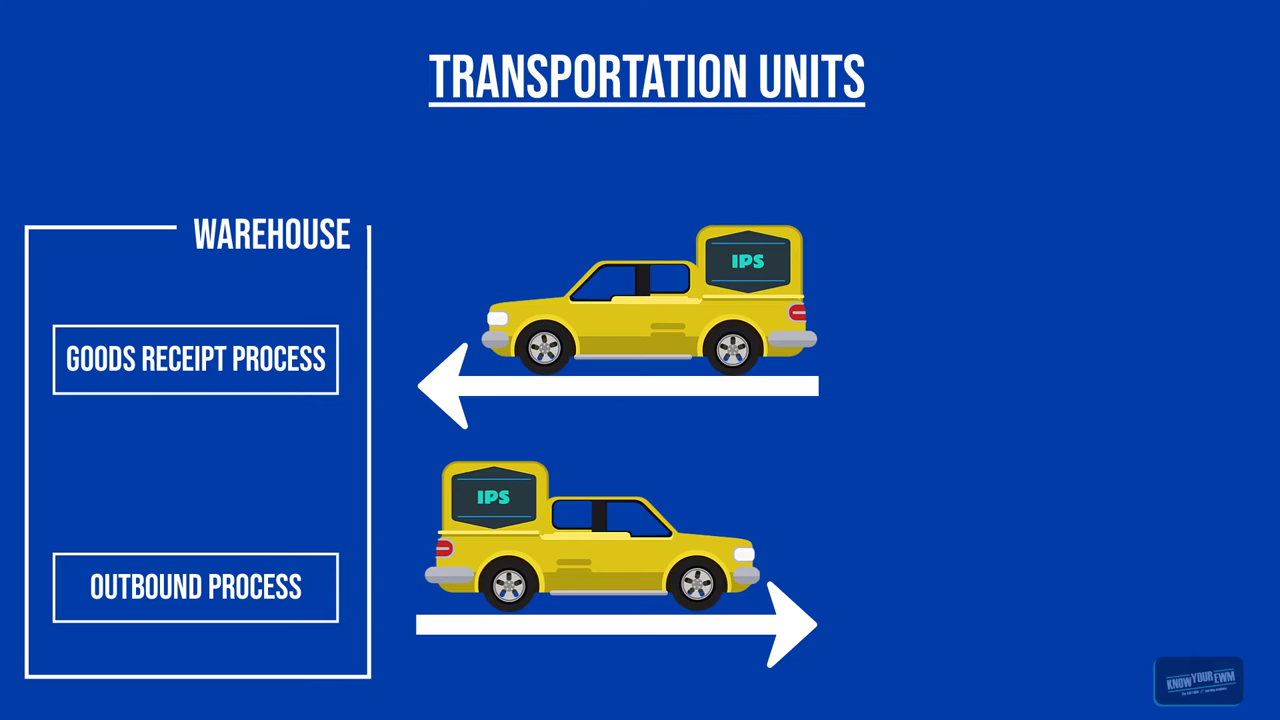 TRANSPORTATION UNITS
WAREHOUSE
IPS
GOODS RECEIPT PROCESS
IPS
OUTBOUND PROCESS
KNOW YOUR EWM